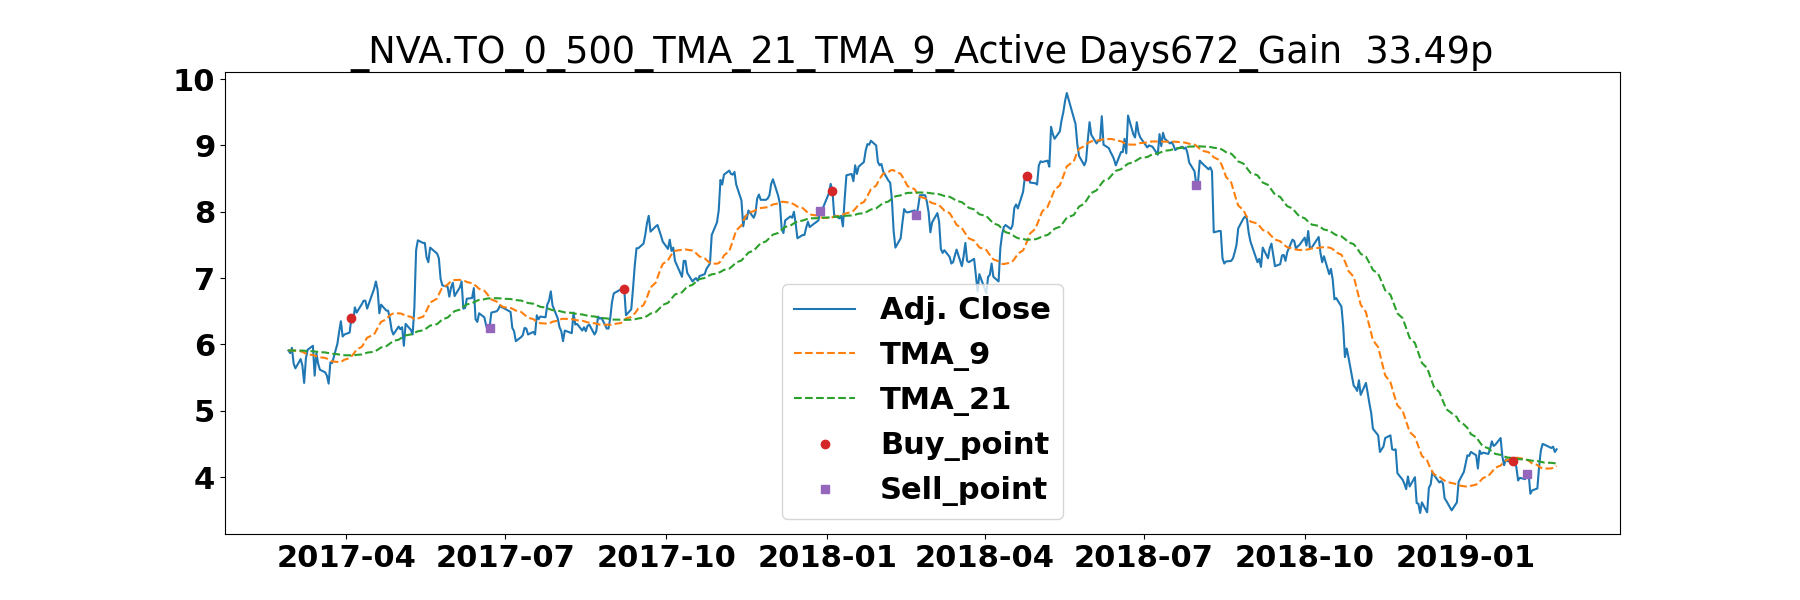 _NVA.TO_0_500_TMA_21_TMA_9_Active Days672_Gain  33.49p
10
9
8
7
6
5
4
Adj. Close
TMA_9
TMA_21
Buy_point
Sell_point
2017-04 2017-07 2017-10 2018-01 2018-04 2018-07 2018-10 2019-01